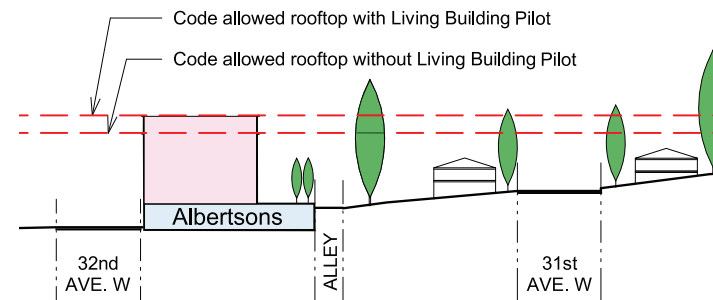 Code allowed rooftop with Living Building Pilot
Code allowed rooftop without Living Building Pilot
Albertsons
32nd
AVE. W
ALLEY
31st
AVE. W